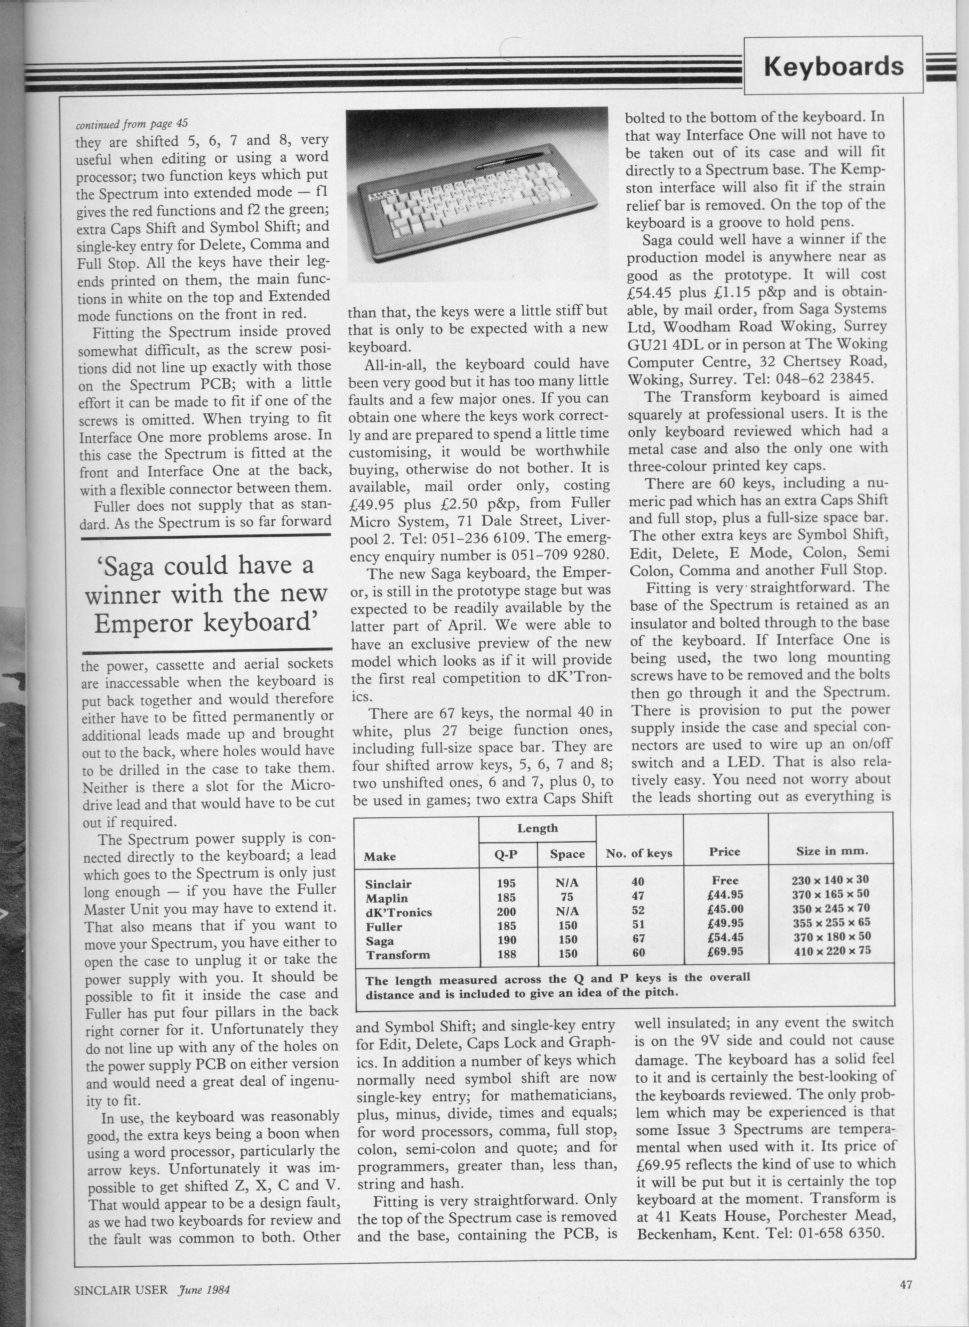 Keyboards
continued from page 45
they are shifted 5, 6, 7 and 8, very
useful when editing or using a word
processor; two function keys which put
the Spectrum into extended mode — f1
gives the red functions and f2 the green;
extra Caps Shift and Symbol Shift; and
single-key entry for Delete, Comma and
Full Stop. All the keys have their leg-
ends printed on them, the main func-
tions in white on the top and Extended
mode functions on the front in red.
Fitting the Spectrum inside proved
somewhat difficult, as the screw posi-
tions did not line up exactly with those
on the Spectrum PCB; with a little
effort it can be made to fit if one of the
screws is omitted. When trying to fit
Interface One more problems arose. In
this case the Spectrum is fitted at the
front and Interface One at the back,
with a flexible connector between them.
Fuller does not supply that as stan-
dard. As the Spectrum is so far forward
‘Saga could have a
winner with the new
Emperor keyboard’
the power, cassette and aerial sockets
are inaccessable when the keyboard is
put back together and would therefore
either have to be fitted permanently or
additional leads made up and brought
out to the back, where holes would have
to be drilled in the case to take them.
Neither is there a slot for the Micro-
drive lead and that would have to be cut
out if required.
The Spectrum power supply is con-
nected directly to the keyboard; a lead
which goes to the Spectrum is only just
long enough — if you have the Fuller
Master Unit you may have to extend it.
That also means that if you want to
move your Spectrum, you have either to
open the case to unplug it or take the
power supply with you. It should be
possible to fit it inside the case and
Fuller has put four pillars in the back
right corner for it. Unfortunately they
do not line up with any of the holes on
the power supply PCB on either version
and would need a great deal of ingenu-
ity to fit.
In use, the keyboard was reasonably
good, the extra keys being a boon when
using a word processor, particularly the
arrow keys. Unfortunately it was im-
possible to get shifted Z, X, C and V.
That would appear to be a design fault,
as we had two keyboards for review and
the fault was common to both. Other
than that, the keys were a little stiff but
that is only to be expected with a new
keyboard.
All-in-all, the keyboard could have
been very good but it has too many little
faults and a few major ones. If you can
obtain one where the keys work correct-
ly and are prepared to spend a little time
customising, it would be worthwhile
buying, otherwise do not bother. It is
available, mail order only, costing
£49.95 plus £2.50 p&p, from Fuller
Micro System, 71 Dale Street, Liver-
pool 2. Tel: 051-236 6109. The emerg-
ency enquiry number is 051-709 9280.
The new Saga keyboard, the Emper-
or, is still in the prototype stage but was
expected to be readily available by the
latter part of April. We were able to
have an exclusive preview of the new
model which looks as if it will provide
the first real competition to dK'Tron-
ics.
There are 67 keys, the normal 40 in
white, plus 27 beige function ones,
including full-size space bar. They are
four shifted arrow keys, 5, 6, 7 and 8;
two unshifted ones, 6 and 7, plus 0, to
be used in games; two extra Caps Shift
and Symbol Shift; and single-key entry
for Edit, Delete, Caps Lock and Graph-
ics. In addition a number of keys which
normally need symbol shift are now
single-key entry; for mathematicians,
plus, minus, divide, times and equals;
for word processors, comma, full stop,
colon, semi-colon and quote; and for
programmers, greater than, less than,
string and hash.
Fitting is very straightforward. Only
the top of the Spectrum case is removed
and the base, containing the PCB, is
bolted to the bottom of the keyboard. In
that way Interface One will not have to
be taken out of its case and will fit
directly to a Spectrum base. The Kemp-
ston interface will also fit if the strain
relief bar is removed. On the top of the
keyboard is a groove to hold pens.
Saga could well have a winner if the
production model is anywhere near as
good as the prototype. It will cost
£54.45 plus £1.15 p&p and is obtain-
able, by mail order, from Saga Systems
Ltd, Woodham Road Woking, Surrey
GU21 4DL or in person at The Woking
Computer Centre, 32 Chertsey Road,
Woking, Surrey. Tel: 048-62 23845.
The Transform keyboard is aimed
squarely at professional users. It is the
only keyboard reviewed which had a
metal case and also the only one with
three-colour printed key caps.
There are 60 keys, including a nu-
meric pad which has an extra Caps Shift
and full stop, plus a full-size space bar.
The other extra keys are Symbol Shift,
Edit, Delete, E Mode, Colon, Semi
Colon, Comma and another Full Stop.
Fitting is very straightforward. The
base of the Spectrum is retained as an
insulator and bolted through to the base
of the keyboard. If Interface One is
being used, the two long mounting
screws have to be removed and the bolts
then go through it and the Spectrum.
There is provision to put the power
supply inside the case and special con-
nectors are used to wire up an on/off
switch and a LED. That is also rela-
tively easy. You need not worry about
the leads shorting out as everything is
well insulated; in any event the switch
is on the 9V side and could not cause
damage. The keyboard has a solid feel
to it and is certainly the best-looking of
the keyboards reviewed. The only prob-
lem which may be experienced is that
some Issue 3 Spectrums are tempera-
mental when used with it. Its price of
£69.95 reflects the kind of use to which
it will be put but it is certainly the top
keyboard at the moment. Transform is
at 41 Keats House, Porchester Mead,
Beckenham, Kent. Tel: 01-658 6350.
Length
Make Q-P Space No. of keys Price Size in mm.
Sinclair 195 N/A 40 Free 230 × 140 × 30
Maplin 185 75 47 £44.95 370 × 165 × 50
dK'Tronics 200 N/A 52 £45.00 350 × 245 × 70
Fuller 185 150 51 £49.95 355 × 255 × 65
Saga 190 150 67 £54.45 370 × 180 × 50
Transform 188 150 60 £69.95 410 × 220 × 75
The length measured across the Q and P keys is the overall
distance and is included to give an idea of the pitch.
SINCLAIR USER June 1984
47